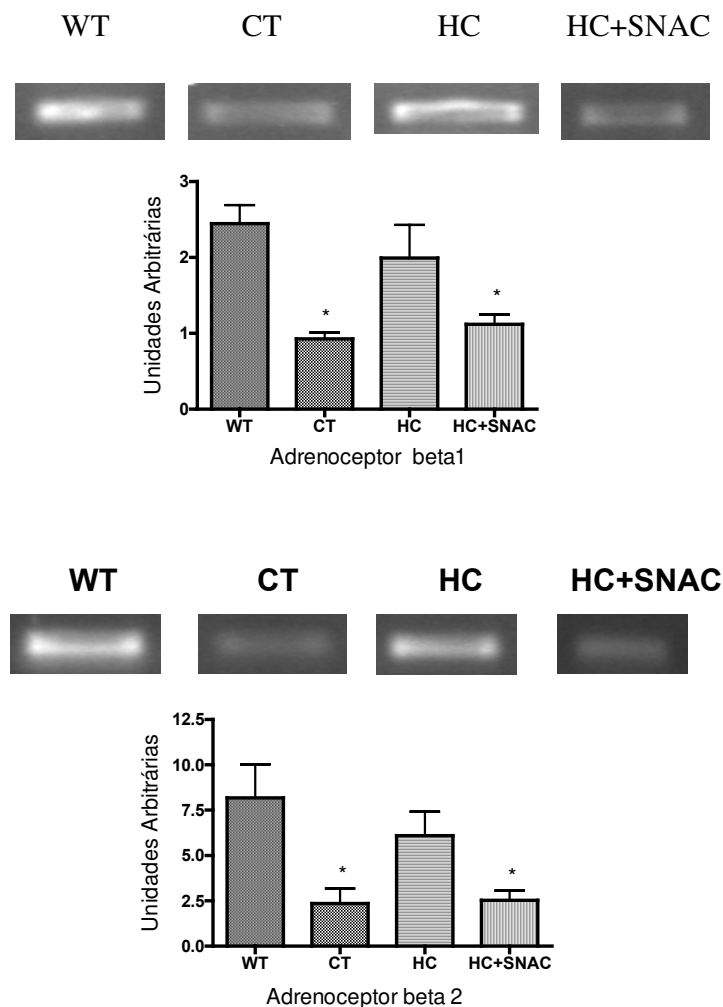 WT CT HC HC+SNAC
3
2
1
0
Unidades Arbitrárias
*
*
WT CT HC HC+SNAC
Adrenoceptor beta1
WT CT HC HC+SNAC
12.5
10.0
7.5
5.0
2.5
0.0
Unidades Arbitrárias
*
*
WT CT HC HC+SNAC
Adrenoceptor beta 2